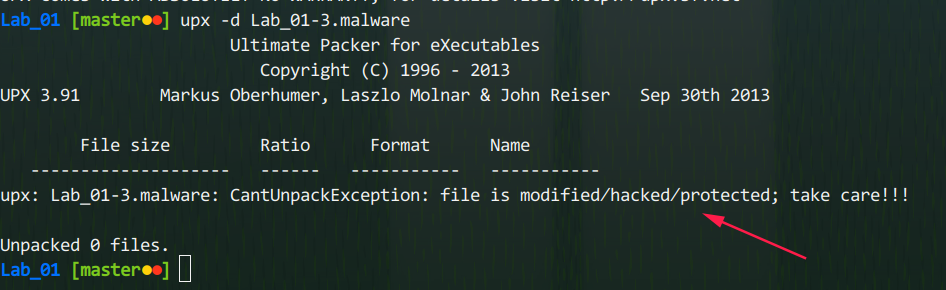 Lab_01 [master●●] upx -d Lab_01-3.malware
Ultimate Packer for eXecutables
Copyright (C) 1996 - 2013
UPX 3.91 Markus Oberhumer, Laszlo Molnar & John Reiser Sep 30th 2013
File size Ratio Format Name
-------------------- ------ ----------- -----------
upx: Lab_01-3.malware: CantUnpackException: file is modified/hacked/protected; take care!!!
Unpacked 0 files.
Lab_01 [master●●]